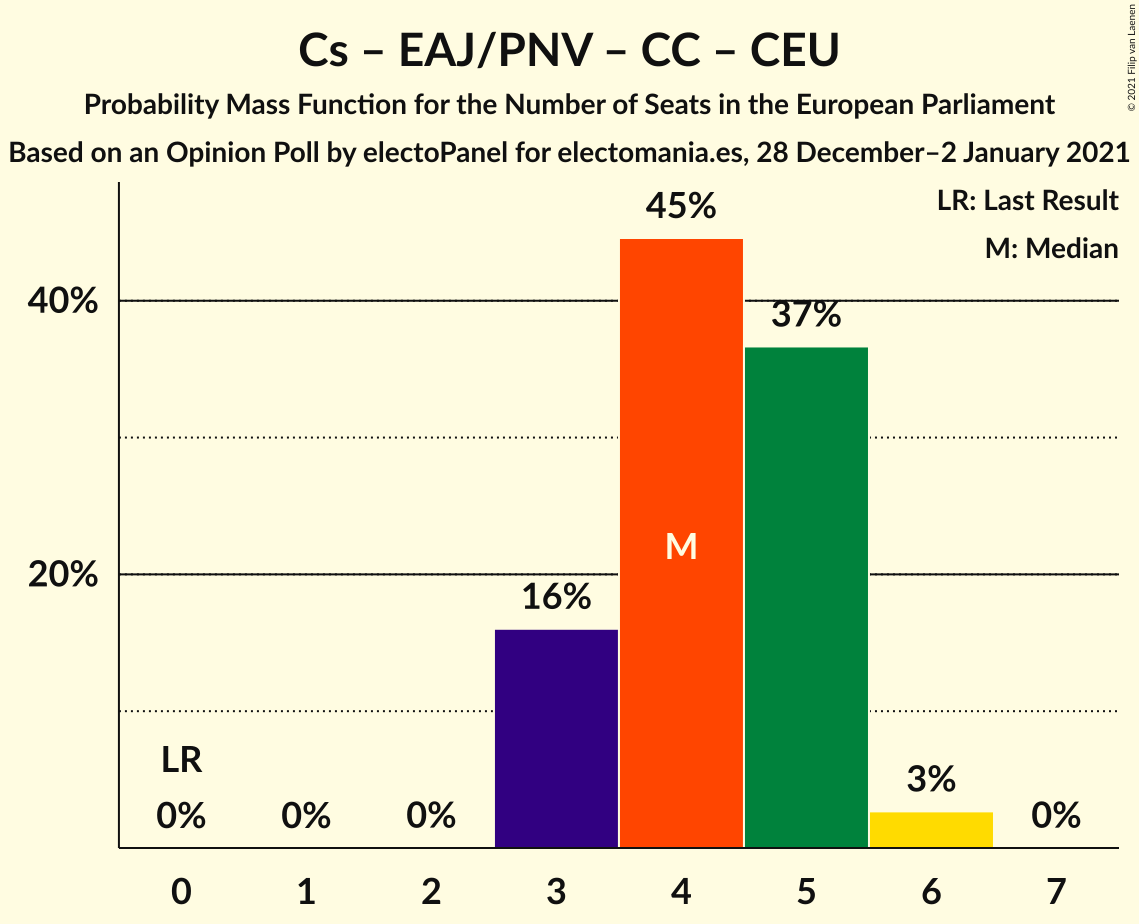 Cs – EAJ/PNV – CC – CEU
Probability Mass Function for the Number of Seats in the European Parliament
Based on an Opinion Poll by electoPanel for electomania.es, 28 December–2 January 2021
© 2021 Filip van Laenen
LR: Last Result
M: Median
45%
40%
37%
M
20%
16%
LR
3%
0% 0% 0% 0%
0 1 2 3 4 5 6 7